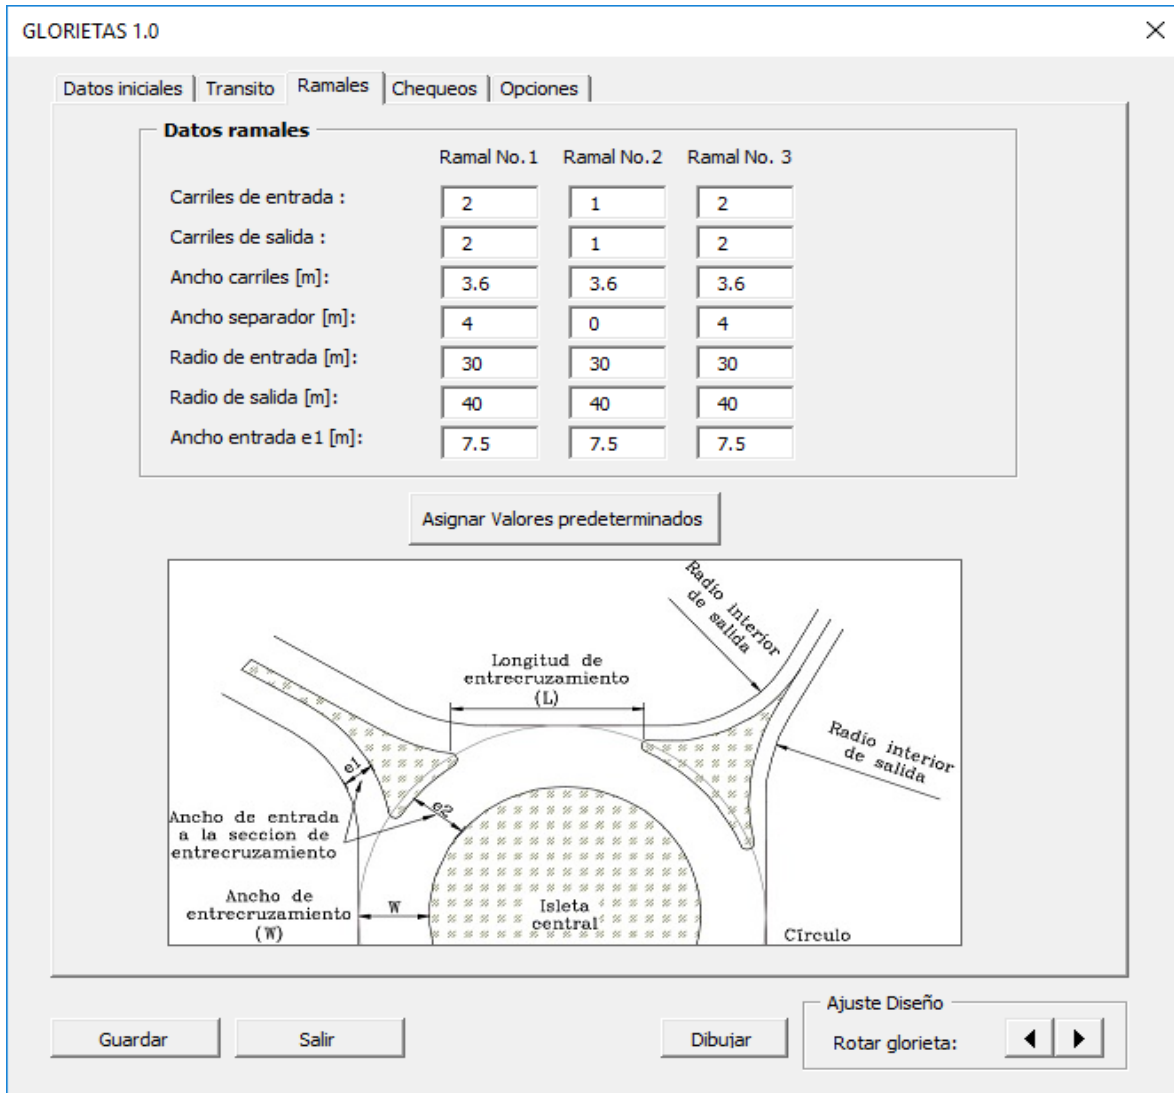 GLORIETAS 1.0
Datos iniciales
Transito
Ramales
Chequeos
Opciones
Datos ramales
Ramal No.1 Ramal No.2 Ramal No. 3
Carriles de entrada : 2 1 2
Carriles de salida : 2 1 2
Ancho carriles [m]: 3.6 3.6 3.6
Ancho separador [m]: 4 0 4
Radio de entrada [m]: 30 30 30
Radio de salida [m]: 40 40 40
Ancho entrada e1 [m]: 7.5 7.5 7.5
Asignar Valores predeterminados
Radio interior
de salida
Longitud de
entrecruzamiento
(L)
Radio interior
de salida
e1
e2
Ancho de entrada
a la seccion de
entrecruzamiento
Ancho de
entrecruzamiento
(W)
W
Isleta
central
Círculo
Guardar
Salir
Dibujar
Ajuste Diseño
Rotar glorieta: